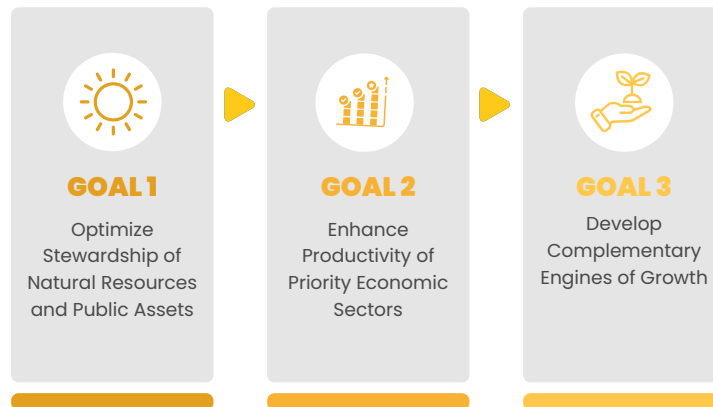 GOAL 1
Optimize
Stewardship of
Natural Resources
and Public Assets
GOAL 2
Enhance
Productivity of
Priority Economic
Sectors
GOAL 3
Develop
Complementary
Engines of Growth